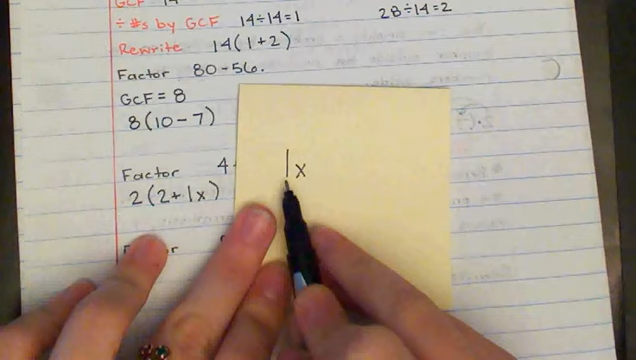 GCF 14
÷ #s by GCF 14÷14=1 28÷14=2
Rewrite 14(1+2)
Factor 80-56.
GCF = 8
8(10-7)
Factor 4
2(2+1x)
1x